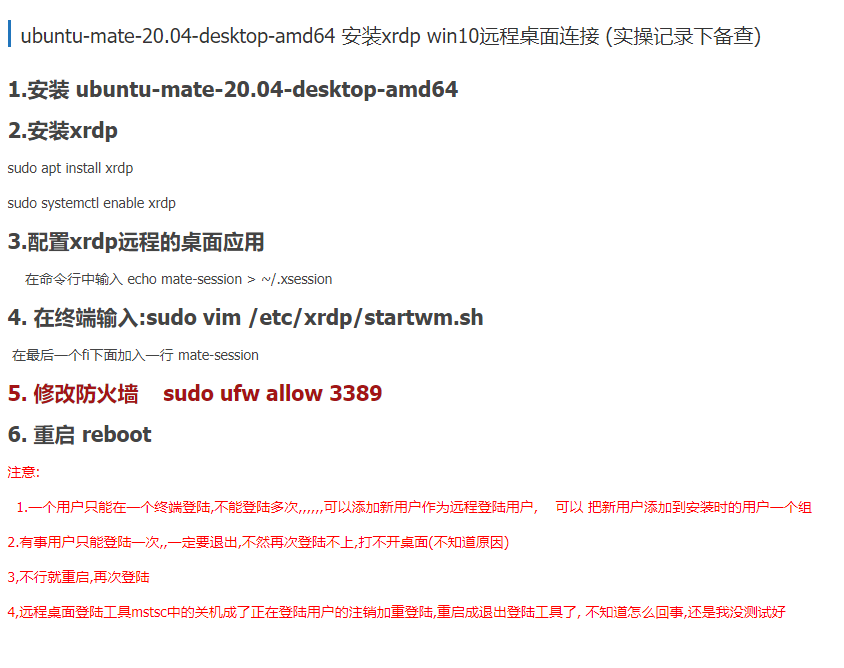 ubuntu-mate-20.04-desktop-amd64 安装xrdp win10远程桌面连接 (实操记录下备查)
1.安装 ubuntu-mate-20.04-desktop-amd64
2.安装xrdp
sudo apt install xrdp
sudo systemctl enable xrdp
3.配置xrdp远程的桌面应用
在命令行中输入 echo mate-session > ~/.xsession
4. 在终端输入:sudo vim /etc/xrdp/startwm.sh
在最后一个fi下面加入一行 mate-session
5. 修改防火墙 sudo ufw allow 3389
6. 重启 reboot
注意:
1.一个用户只能在一个终端登陆,不能登陆多次,,,,,,可以添加新用户作为远程登陆用户, 可以 把新用户添加到安装时的用户一个组
2.有事用户只能登陆一次,,一定要退出,不然再次登陆不上,打不开桌面(不知道原因)
3,不行就重启,再次登陆
4,远程桌面登陆工具mstsc中的关机成了正在登陆用户的注销加重登陆,重启成退出登陆工具了, 不知道怎么回事,还是我没测试好